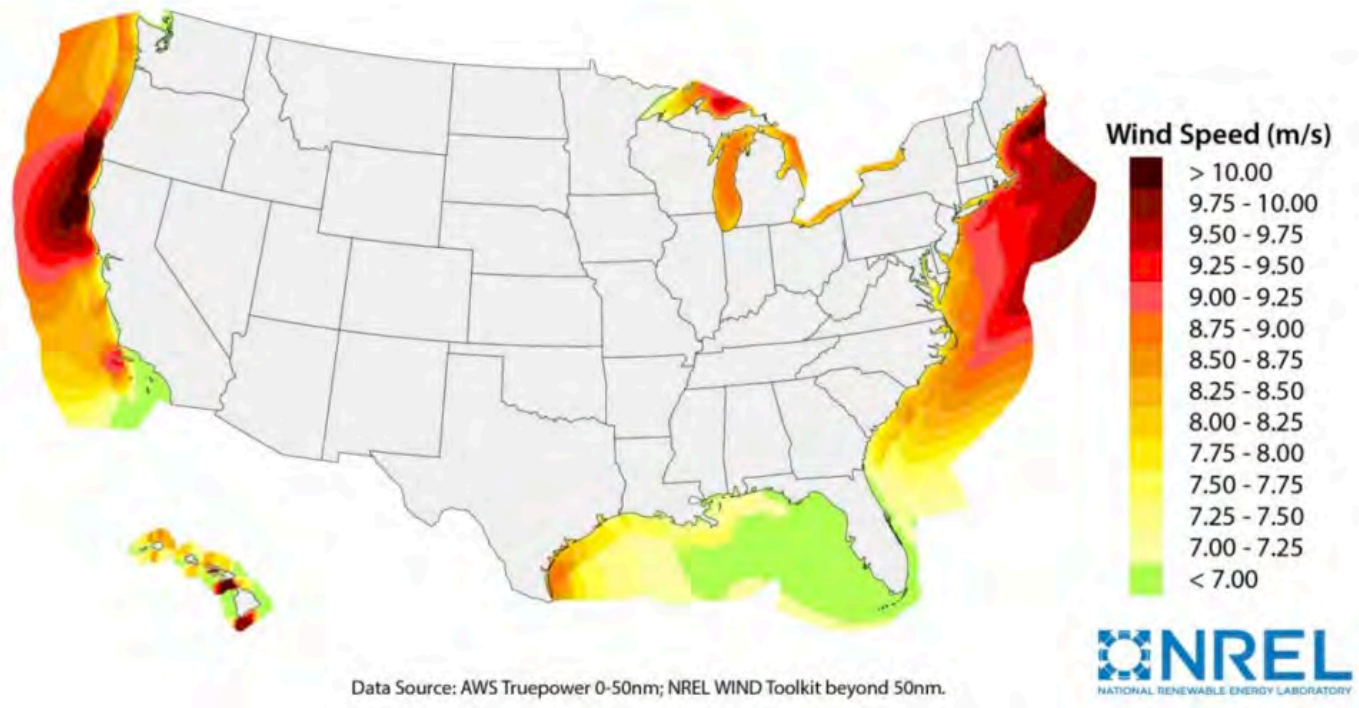 Wind Speed (m/s)
> 10.00
9.75 - 10.00
9.50 - 9.75
9.25 - 9.50
9.00 - 9.25
8.75 - 9.00
8.50 - 8.75
8.25 - 8.50
8.00 - 8.25
7.75 - 8.00
7.50 - 7.75
7.25 - 7.50
7.00 - 7.25
< 7.00
NREL
NATIONAL RENEWABLE ENERGY LABORATORY
Data Source: AWS Truepower 0-50nm; NREL WIND Toolkit beyond 50nm.